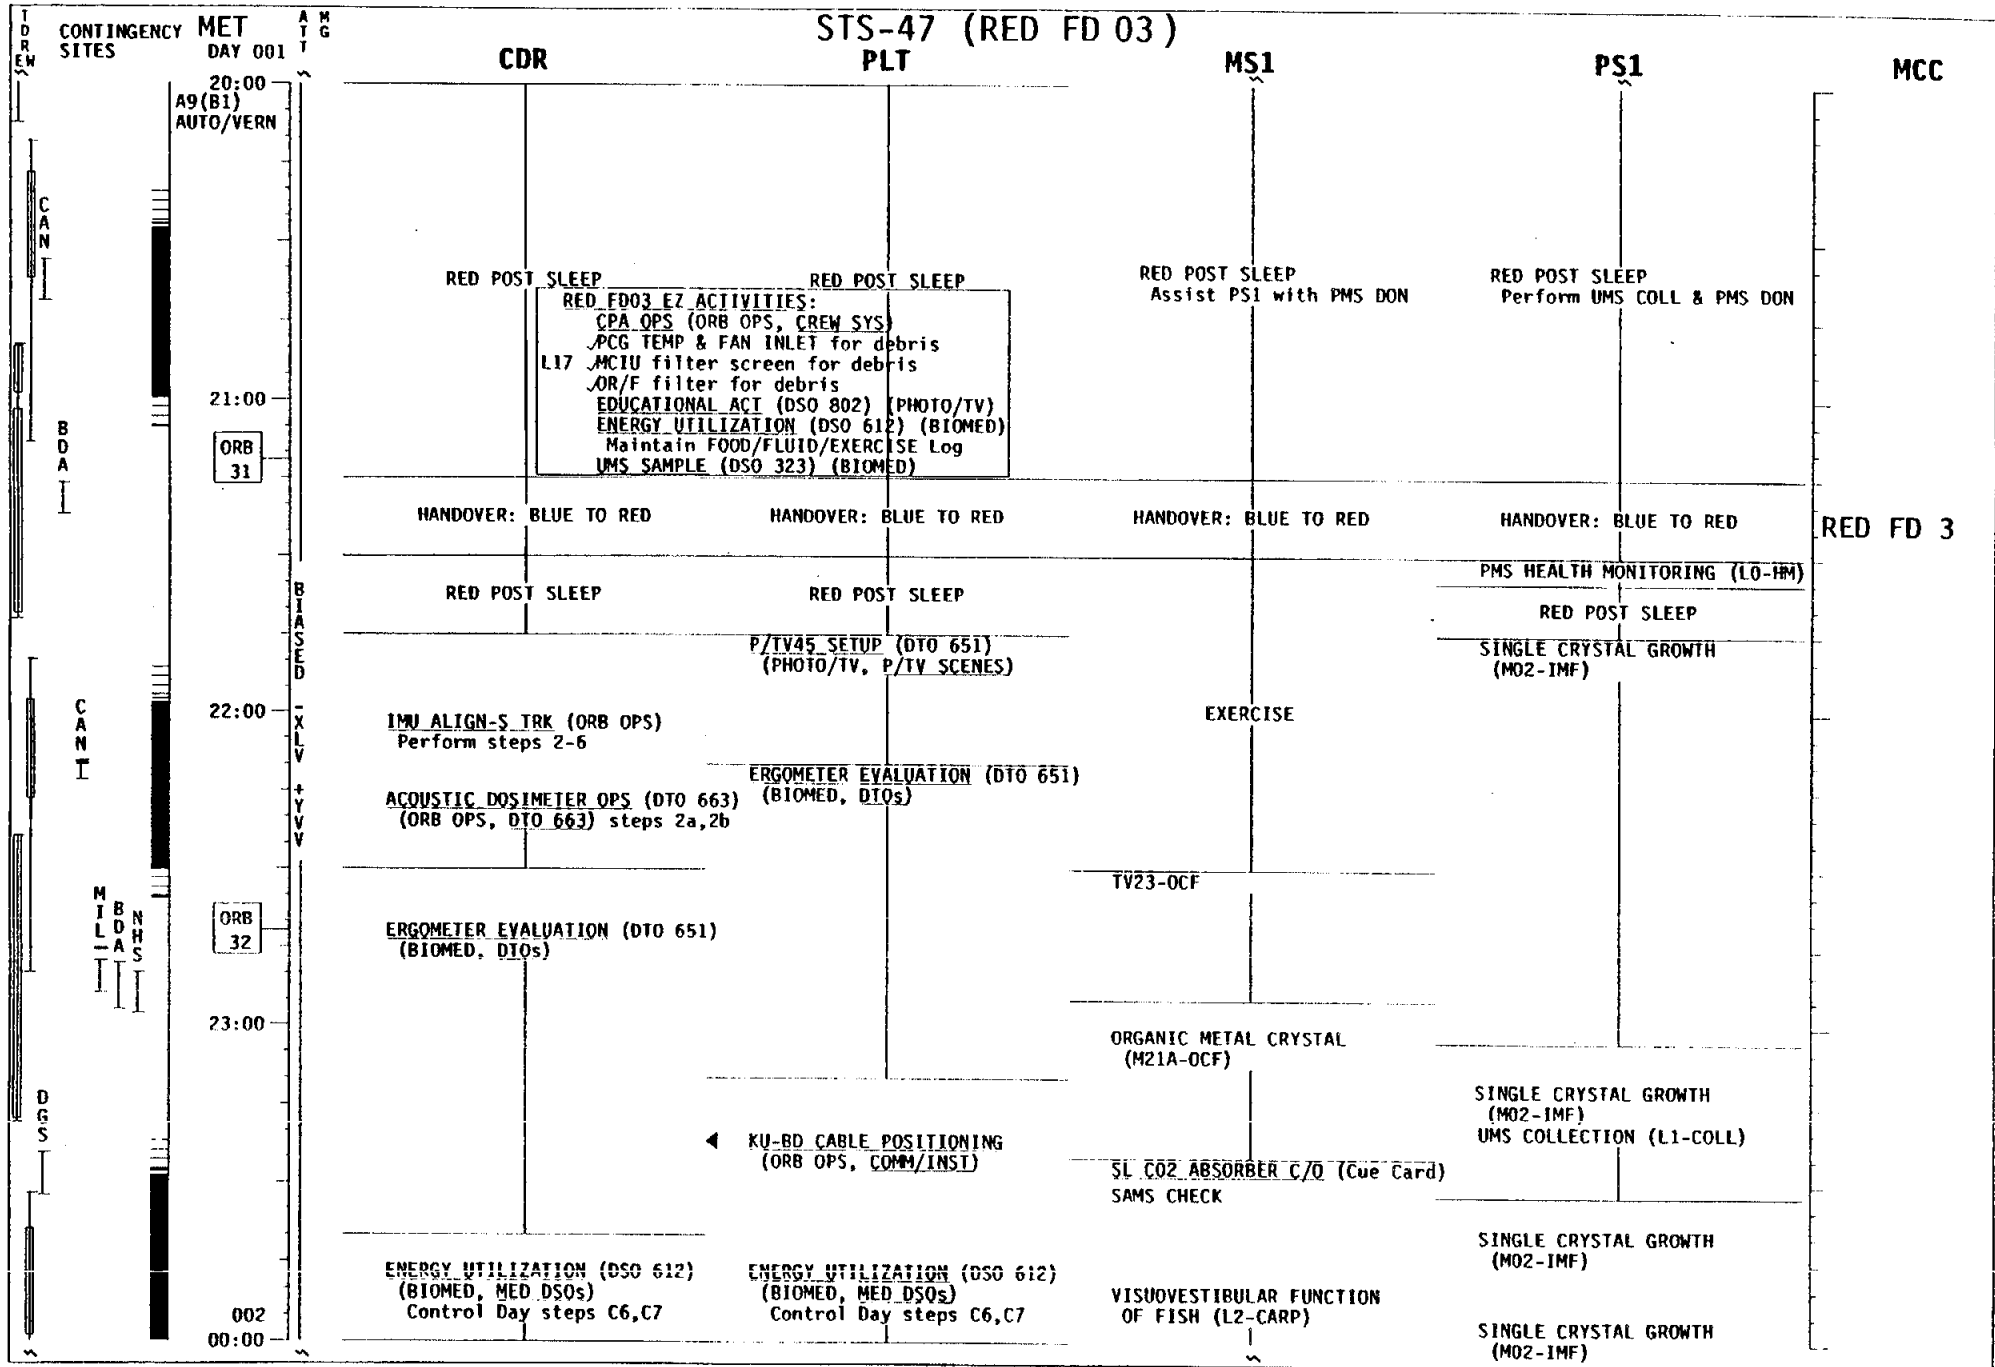 STS-47 (RED FD 03)
TDRE W
CONTINGENCY SITES
MET
DAY 001
ATT
MG
CDR
PLT
MS1
PS1
MCC
20:00
A9(B1)
AUTO/VERN
CAN
RED POST SLEEP
RED POST SLEEP
RED POST SLEEP
Assist PS1 with PMS DON
RED POST SLEEP
Perform UMS COLL & PMS DON
RED FD03 EZ ACTIVITIES:
CPA OPS (ORB OPS, CREW SYS)
✓PCG TEMP & FAN INLET for debris
L17 ✓MCIU filter screen for debris
✓OR/F filter for debris
EDUCATIONAL ACT (DSO 802) (PHOTO/TV)
ENERGY UTILIZATION (DSO 612) (BIOMED)
Maintain FOOD/FLUID/EXERCISE Log
UMS SAMPLE (DSO 323) (BIOMED)
21:00
BDA
ORB
31
HANDOVER: BLUE TO RED
HANDOVER: BLUE TO RED
HANDOVER: BLUE TO RED
HANDOVER: BLUE TO RED
RED FD 3
PMS HEALTH MONITORING (L0-HM)
BIASED -XLV +YVV
RED POST SLEEP
RED POST SLEEP
RED POST SLEEP
P/TV45 SETUP (DTO 651)
(PHOTO/TV, P/TV SCENES)
SINGLE CRYSTAL GROWTH
(M02-IMF)
22:00
CAN
IMU ALIGN-S TRK (ORB OPS)
Perform steps 2-6
EXERCISE
ERGOMETER EVALUATION (DTO 651)
(BIOMED, DTOs)
ACOUSTIC DOSIMETER OPS (DTO 663)
(ORB OPS, DTO 663) steps 2a,2b
TV23-OCF
MIL
BDA
NHS
ORB
32
ERGOMETER EVALUATION (DTO 651)
(BIOMED, DTOs)
23:00
ORGANIC METAL CRYSTAL
(M21A-OCF)
DGS
SINGLE CRYSTAL GROWTH
(M02-IMF)
UMS COLLECTION (L1-COLL)
KU-BD CABLE POSITIONING
(ORB OPS, COMM/INST)
SL CO2 ABSORBER C/O (Cue Card)
SAMS CHECK
SINGLE CRYSTAL GROWTH
(M02-IMF)
ENERGY UTILIZATION (DSO 612)
(BIOMED, MED DSOs)
Control Day steps C6,C7
ENERGY UTILIZATION (DSO 612)
(BIOMED, MED DSOs)
Control Day steps C6,C7
VISUOVESTIBULAR FUNCTION
OF FISH (L2-CARP)
002
00:00
SINGLE CRYSTAL GROWTH
(M02-IMF)